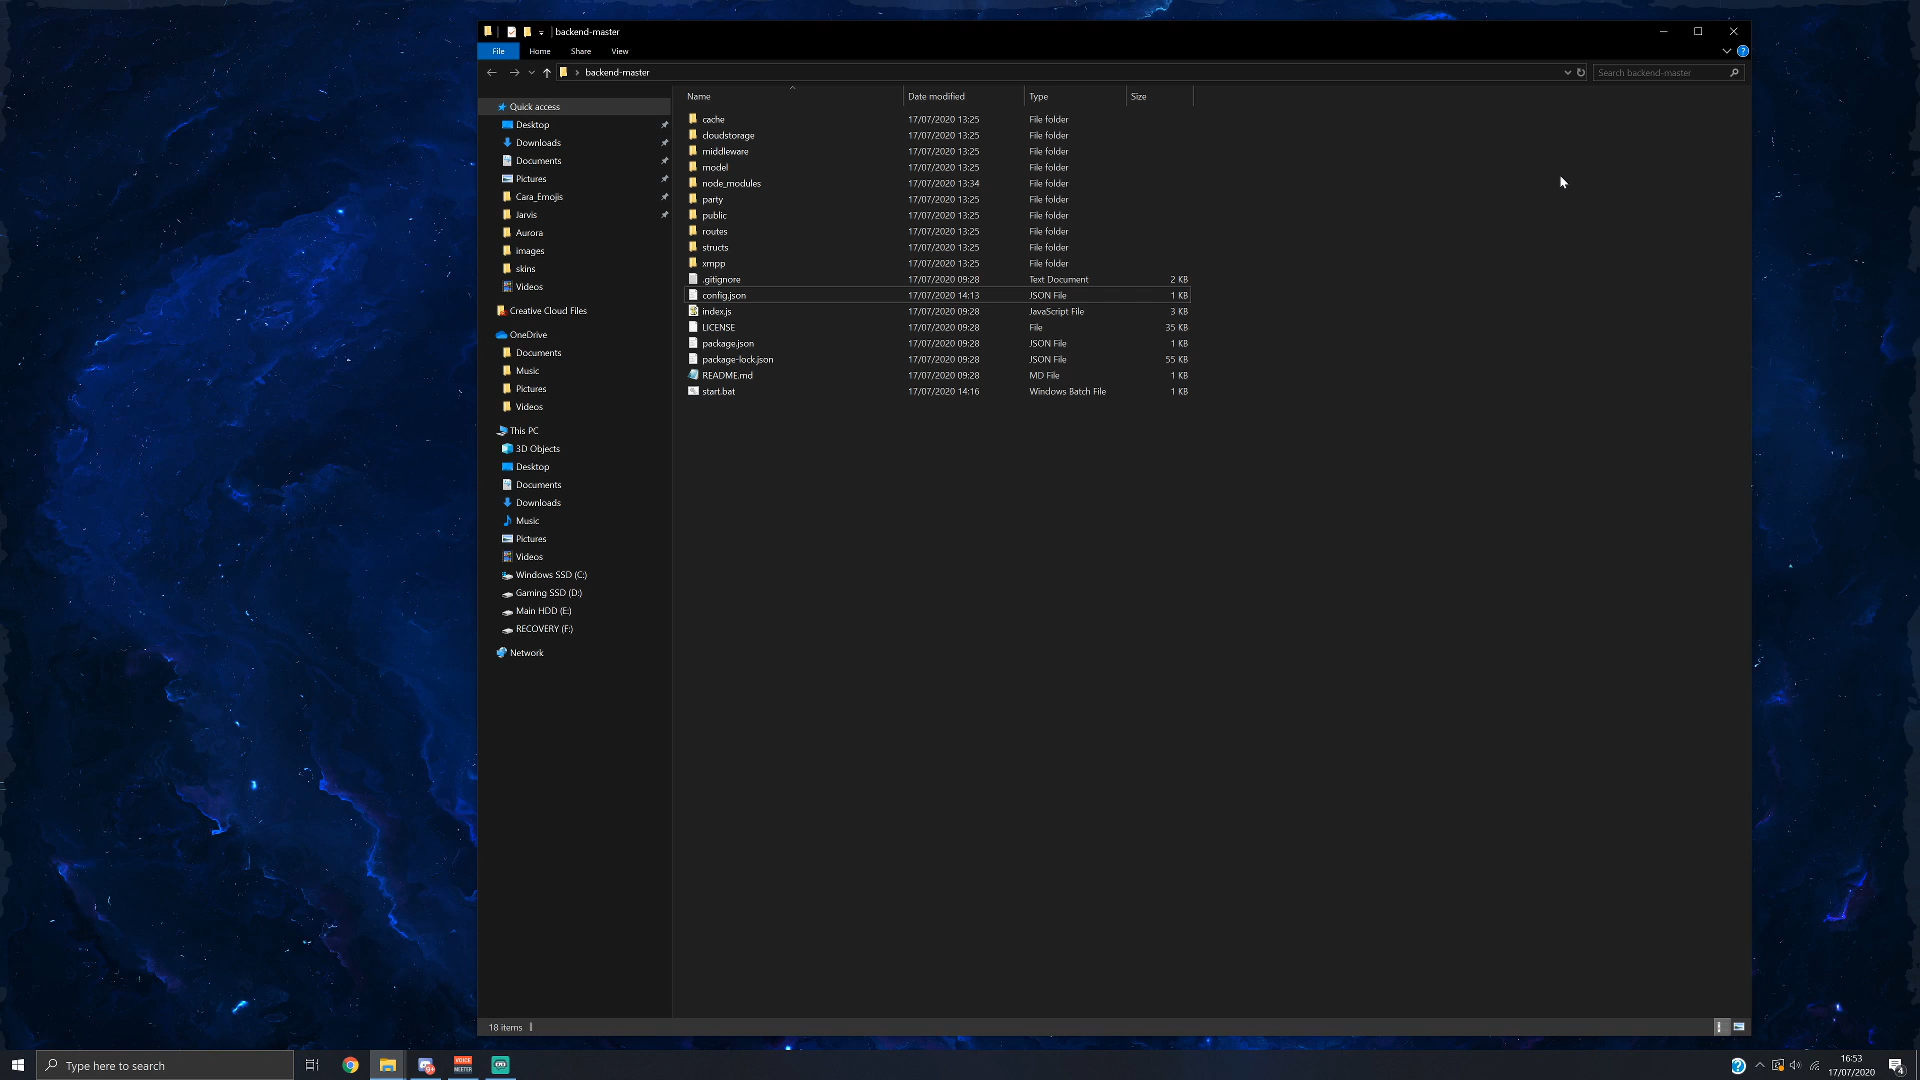 backend-master
File Home Share View
backend-master
Search backend-master
Name Date modified Type Size
Quick access
Desktop
Downloads
Documents
Pictures
Cara_Emojis
Jarvis
Aurora
images
skins
Videos
Creative Cloud Files
OneDrive
Documents
Music
Pictures
Videos
This PC
3D Objects
Desktop
Documents
Downloads
Music
Pictures
Videos
Windows SSD (C:)
Gaming SSD (D:)
Main HDD (E:)
RECOVERY (F:)
Network
cache 17/07/2020 13:25 File folder
cloudstorage 17/07/2020 13:25 File folder
middleware 17/07/2020 13:25 File folder
model 17/07/2020 13:25 File folder
node_modules 17/07/2020 13:34 File folder
party 17/07/2020 13:25 File folder
public 17/07/2020 13:25 File folder
routes 17/07/2020 13:25 File folder
structs 17/07/2020 13:25 File folder
xmpp 17/07/2020 13:25 File folder
.gitignore 17/07/2020 09:28 Text Document 2 KB
config.json 17/07/2020 14:13 JSON File 1 KB
index.js 17/07/2020 09:28 JavaScript File 3 KB
LICENSE 17/07/2020 09:28 File 35 KB
package.json 17/07/2020 09:28 JSON File 1 KB
package-lock.json 17/07/2020 09:28 JSON File 55 KB
README.md 17/07/2020 09:28 MD File 1 KB
start.bat 17/07/2020 14:16 Windows Batch File 1 KB
18 items
Type here to search
9+
VOICE
MEETER
16:53
17/07/2020
4